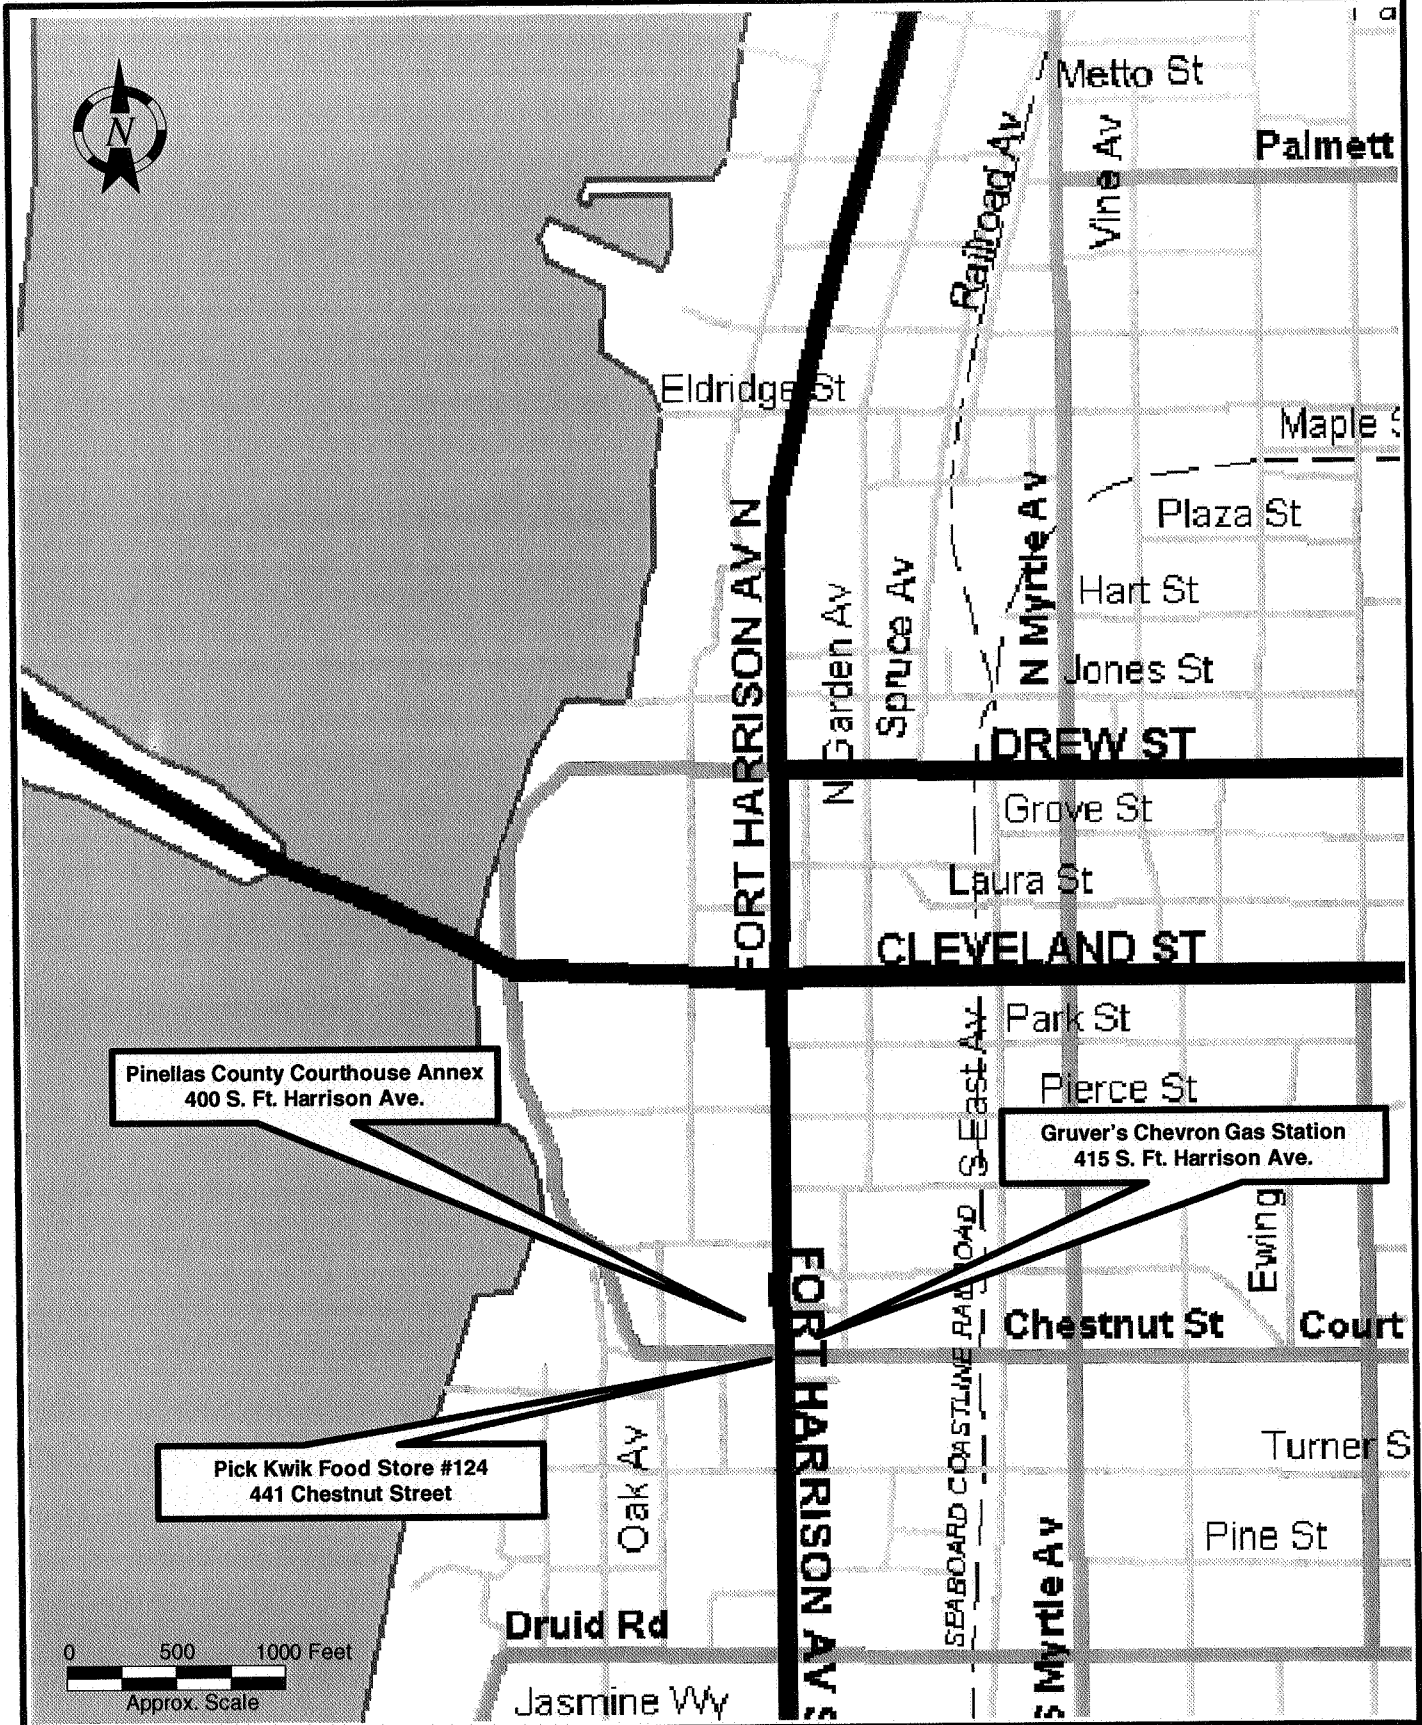 N
Metto St
Palmett
Vine Av
Railroad Av
Eldridge St
Maple S
Plaza St
FORT HARRISON AV N
N Myrtle Av
Hart St
N Garden Av
Spruce Av
Jones St
DREW ST
Grove St
Laura St
CLEVELAND ST
Park St
S East Av
Pierce St
Pinellas County Courthouse Annex
400 S. Ft. Harrison Ave.
Gruver's Chevron Gas Station
415 S. Ft. Harrison Ave.
Ewing
SEABOARD COASTLINE RAILROAD
FORT HARRISON AV S
Chestnut St
Court
Pick Kwik Food Store #124
441 Chestnut Street
Oak Av
Turner S
Pine St
S Myrtle Av
Druid Rd
0 500 1000 Feet
Approx. Scale
Jasmine Wy